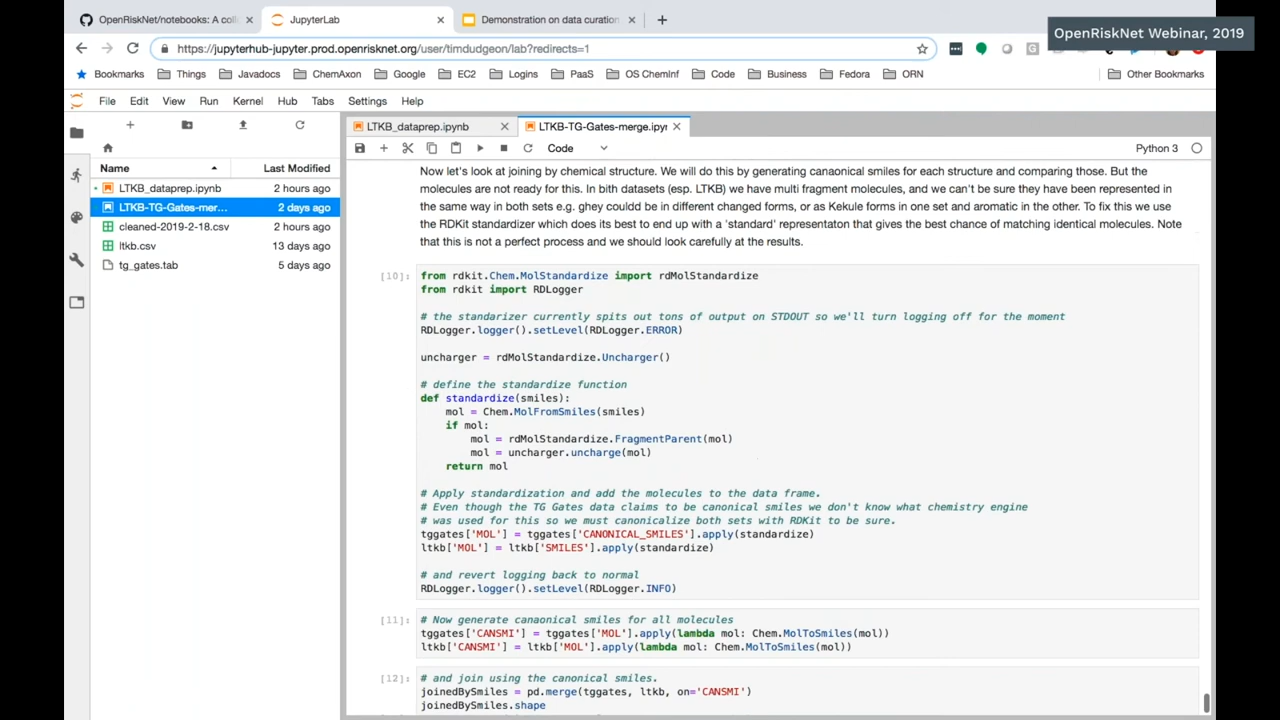 OpenRiskNet/notebooks: A coll
JupyterLab
Demonstration on data curation
OpenRiskNet Webinar, 2019
https://jupyterhub-jupyter.prod.openrisknet.org/user/timdudgeon/lab?redirects=1
Bookmarks Things Javadocs ChemAxon Google EC2 Logins PaaS OS ChemInf Code Business Fedora ORN Other Bookmarks
File Edit View Run Kernel Hub Tabs Settings Help
LTKB_dataprep.ipynb
LTKB-TG-Gates-merge.ipyr
Code
Python 3
Name Last Modified
LTKB_dataprep.ipynb 2 hours ago
LTKB-TG-Gates-mer... 2 days ago
cleaned-2019-2-18.csv 2 hours ago
ltkb.csv 13 days ago
tg_gates.tab 5 days ago
Now let's look at joining by chemical structure. We will do this by generating canaonical smiles for each structure and comparing those. But the
molecules are not ready for this. In bith datasets (esp. LTKB) we have multi fragment molecules, and we can't be sure they have been represented in
the same way in both sets e.g. ghey couldd be in different changed forms, or as Kekule forms in one set and aromatic in the other. To fix this we use
the RDKit standardizer which does its best to end up with a 'standard' representaton that gives the best chance of matching identical molecules. Note
that this is not a perfect process and we should look carefully at the results.
[10]: from rdkit.Chem.MolStandardize import rdMolStandardize
from rdkit import RDLogger
# the standarizer currently spits out tons of output on STDOUT so we'll turn logging off for the moment
RDLogger.logger().setLevel(RDLogger.ERROR)
uncharger = rdMolStandardize.Uncharger()
# define the standardize function
def standardize(smiles):
mol = Chem.MolFromSmiles(smiles)
if mol:
mol = rdMolStandardize.FragmentParent(mol)
mol = uncharger.uncharge(mol)
return mol
# Apply standardization and add the molecules to the data frame.
# Even though the TG Gates data claims to be canonical smiles we don't know what chemistry engine
# was used for this so we must canonicalize both sets with RDKit to be sure.
tggates['MOL'] = tggates['CANONICAL_SMILES'].apply(standardize)
ltkb['MOL'] = ltkb['SMILES'].apply(standardize)
# and revert logging back to normal
RDLogger.logger().setLevel(RDLogger.INFO)
[11]: # Now generate canaonical smiles for all molecules
tggates['CANSMI'] = tggates['MOL'].apply(lambda mol: Chem.MolToSmiles(mol))
ltkb['CANSMI'] = ltkb['MOL'].apply(lambda mol: Chem.MolToSmiles(mol))
[12]: # and join using the canonical smiles.
joinedBySmiles = pd.merge(tggates, ltkb, on='CANSMI')
joinedBySmiles.shape